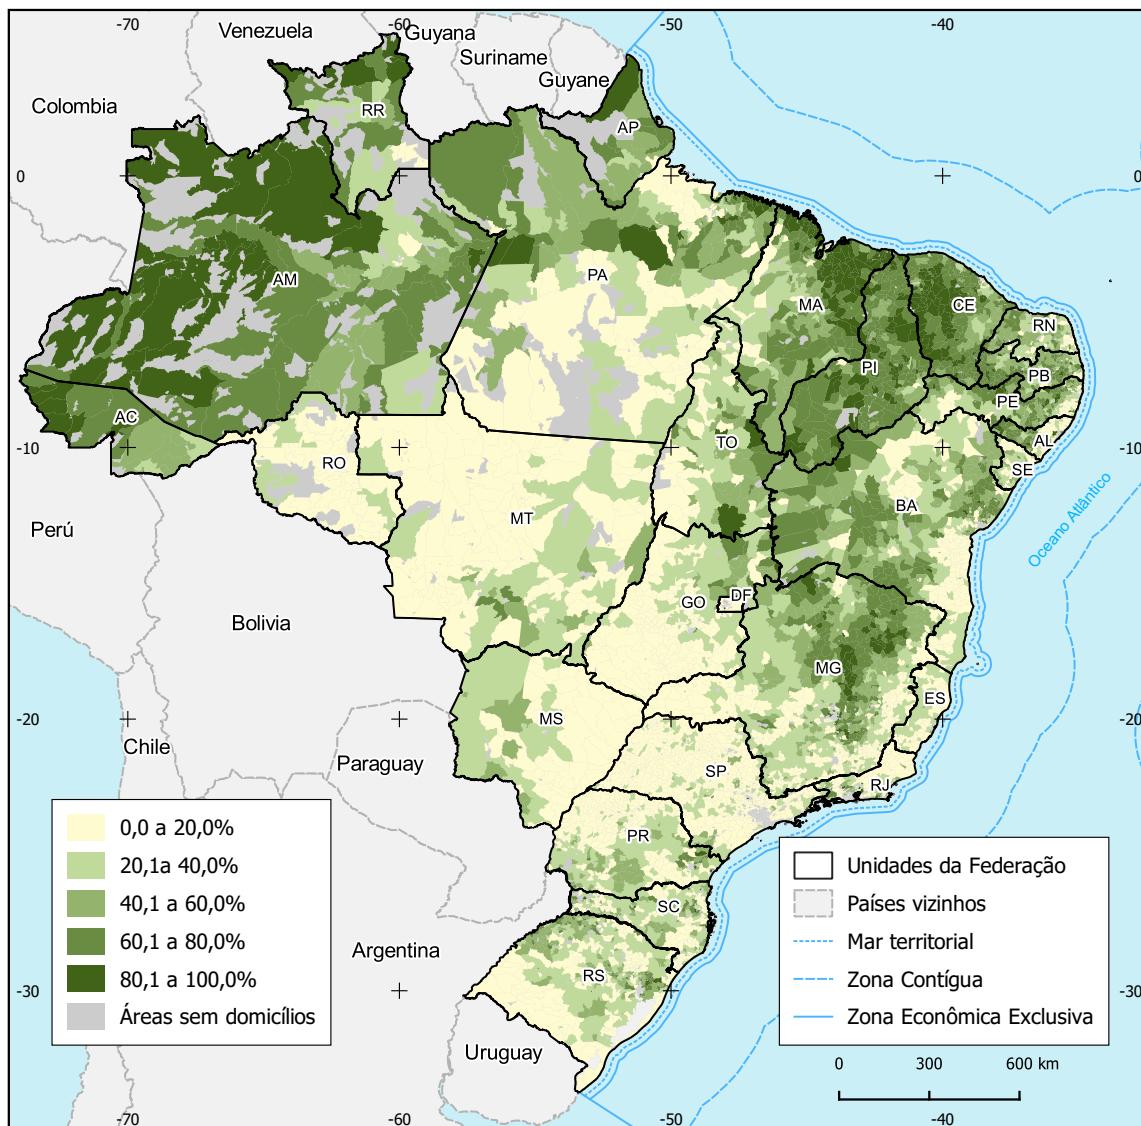 -70
-60
-50
-40
Venezuela
Guyana
Suriname
Guyane
Colombia
RR
AP
0
0
AM
PA
MA
CE
RN
PB
PI
PE
AC
AL
TO
-10
-10
RO
SE
BA
MT
Oceano Atlântico
Perú
GO
DF
Bolivia
MG
ES
MS
-20
-20
Chile
Paraguay
SP
RJ
PR
SC
Argentina
RS
-30
-30
Uruguay
0,0 a 20,0%
20,1a 40,0%
40,1 a 60,0%
60,1 a 80,0%
80,1 a 100,0%
Áreas sem domicílios
Unidades da Federação
Países vizinhos
Mar territorial
Zona Contígua
Zona Econômica Exclusiva
0 300 600 km
-70
-60
-50
-40